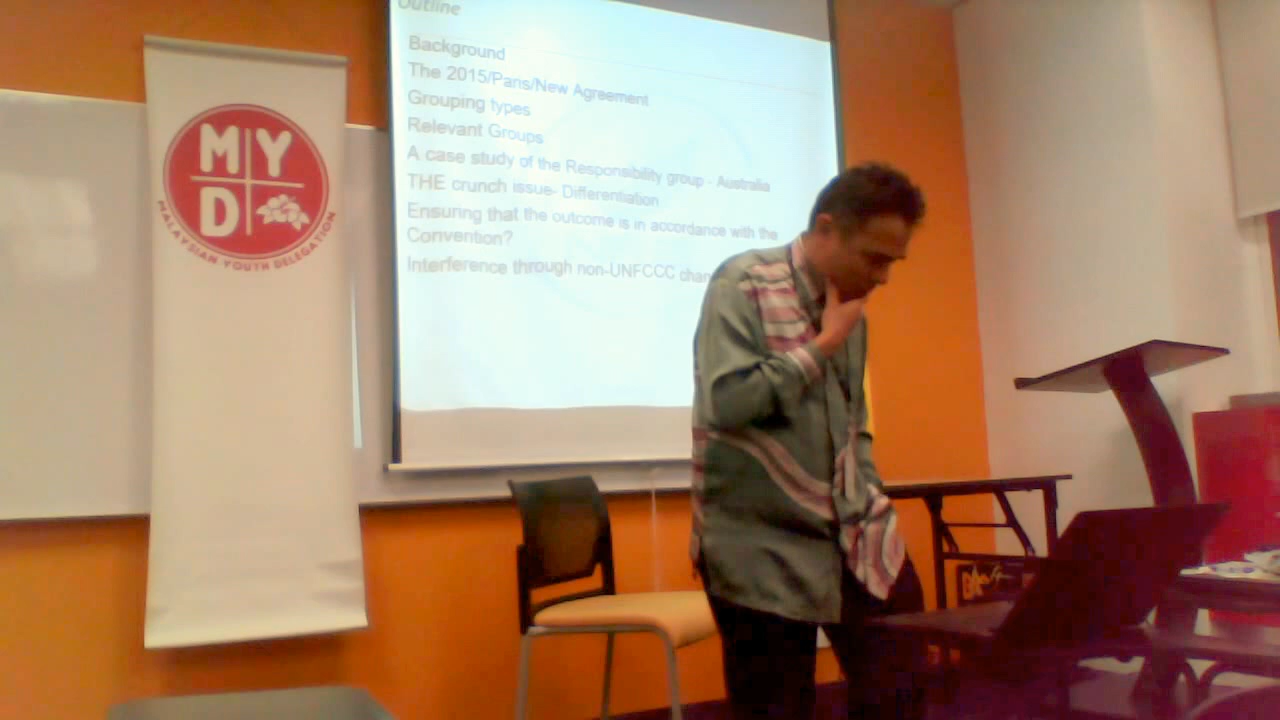 MY
D
MALAYSIAN YOUTH DELEGATION
Outline
Background
The 2015/Paris/New Agreement
Grouping types
Relevant Groups
A case study of the Responsibility group - Australia
THE crunch issue- Differentiation
Ensuring that the outcome is in accordance with the
Convention?
Interference through non-UNFCCC